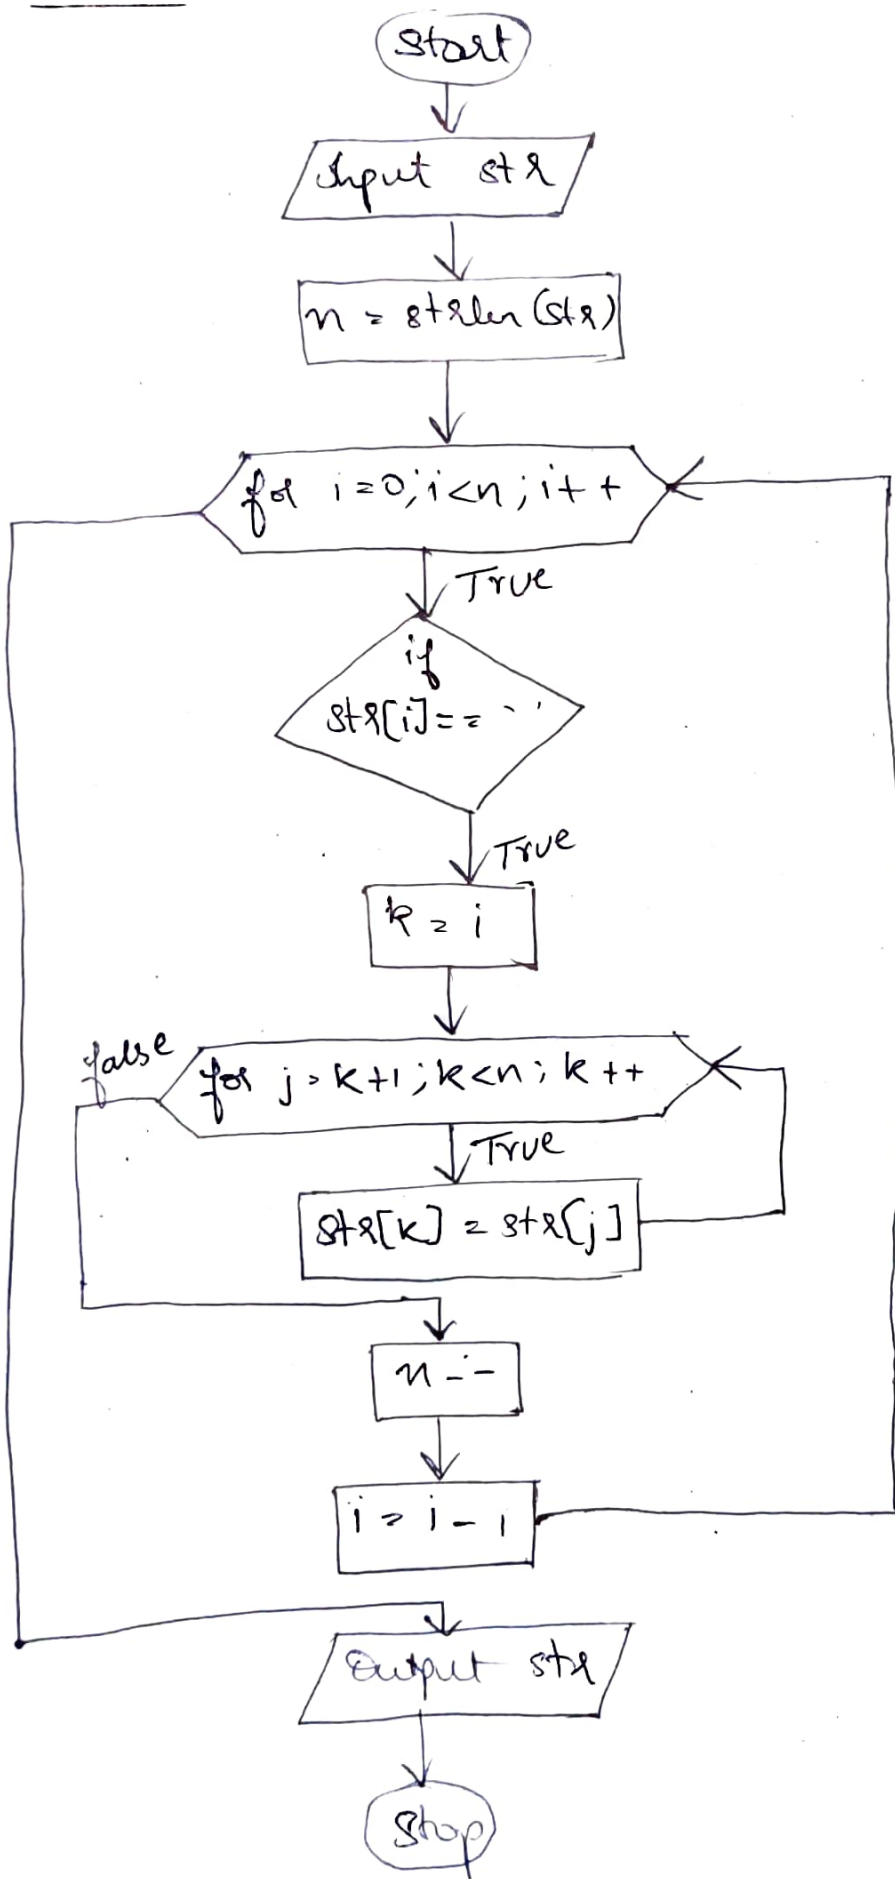 Start
Input str
n = strlen(str)
for i=0;i<n;i++
True
if
str[i]==' '
True
k = i
false
for j=k+1;k<n;k++
True
str[k] = str[j]
n--
i = i-1
Output str
Stop